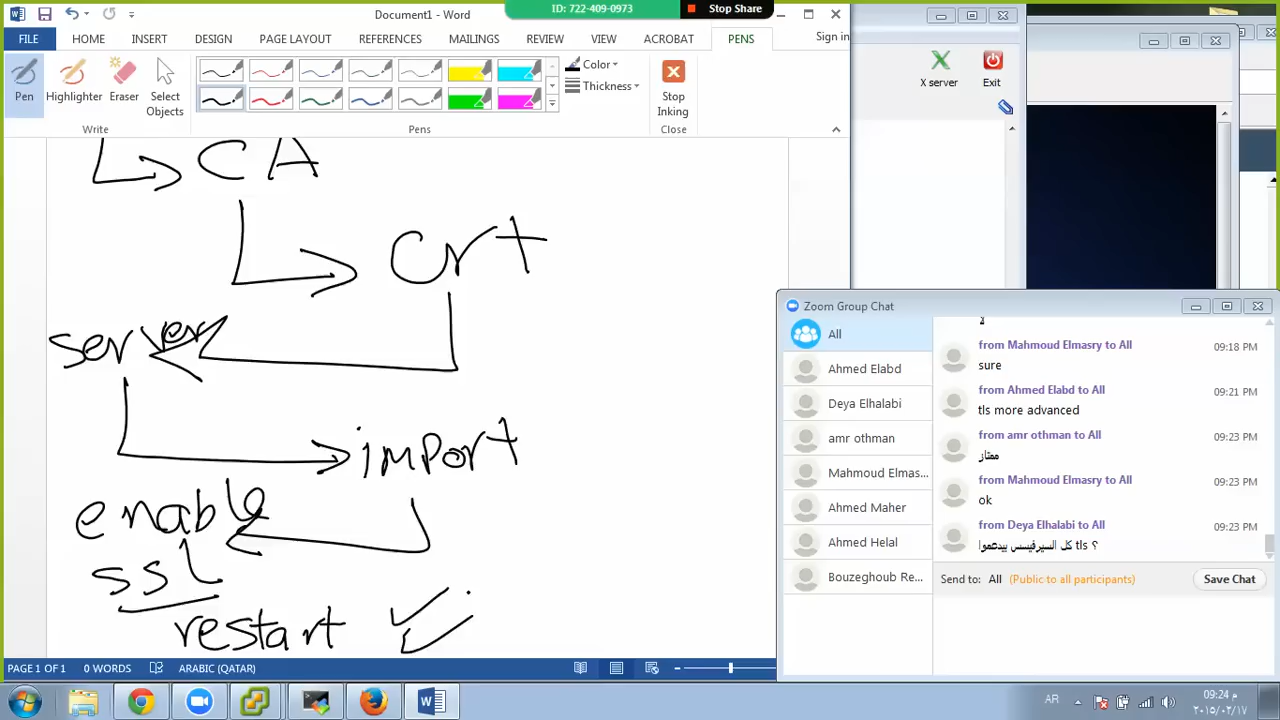 Document1 - Word
ID: 722-409-0973
Stop Share
FILE HOME INSERT DESIGN PAGE LAYOUT REFERENCES MAILINGS REVIEW VIEW ACROBAT PENS Sign in
Pen Highlighter Eraser Select Objects
Color
Thickness
Stop Inking
Write Pens Close
X server Exit
CA
Crt
server
import
enable
ssl
restart
Zoom Group Chat
All
Ahmed Elabd
Deya Elhalabi
amr othman
Mahmoud Elmas...
Ahmed Maher
Ahmed Helal
Bouzeghoub Re...
لا
from Mahmoud Elmasry to All 09:18 PM
sure
from Ahmed Elabd to All 09:21 PM
tls more advanced
from amr othman to All 09:23 PM
ممتاز
from Mahmoud Elmasry to All 09:23 PM
ok
from Deya Elhalabi to All 09:23 PM
كل السيرفيسس بيدعموا tls ؟
Send to: All (Public to all participants) Save Chat
PAGE 1 OF 1 0 WORDS ARABIC (QATAR)
AR
09:24 م
٢٠١٥/٠٢/١٧